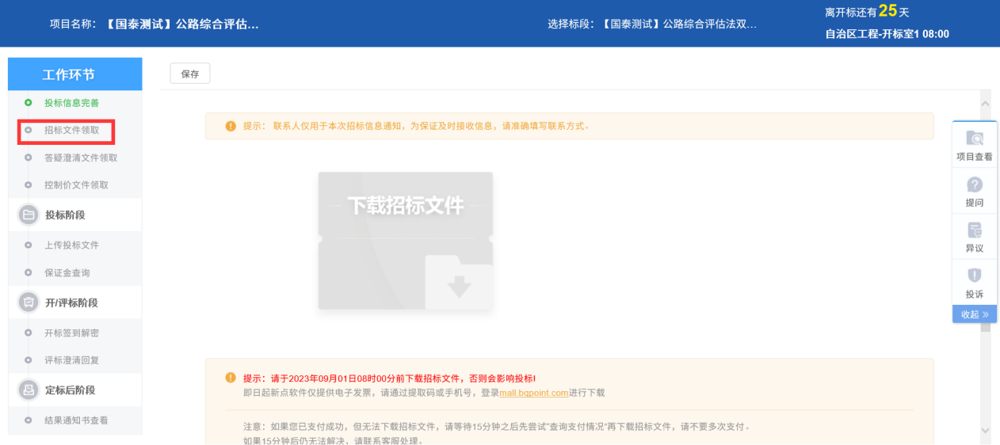 项目名称：【国泰测试】公路综合评估...
选择标段：【国泰测试】公路综合评估法双...
离开标还有25天
自治区工程-开标室1 08:00
工作环节
投标信息完善
招标文件领取
答疑澄清文件领取
控制价文件领取
投标阶段
上传投标文件
保证金查询
开/评标阶段
开标签到解密
评标澄清回复
定标后阶段
结果通知书查看
保存
提示： 联系人仅用于本次招标信息通知，为保证及时接收信息，请准确填写联系方式。
下载招标文件
提示：请于2023年09月01日08时00分前下载招标文件，否则会影响投标!
即日起新点软件仅提供电子发票，请通过提取码或手机号，登录mall.bqpoint.com进行下载
注意：如果您已支付成功，但无法下载招标文件，请等待15分钟之后先尝试“查询支付情况”再下载招标文件，请不要多次支付。
如果15分钟后仍无法解决，请联系客服处理。
项目查看
提问
异议
投诉
收起 »